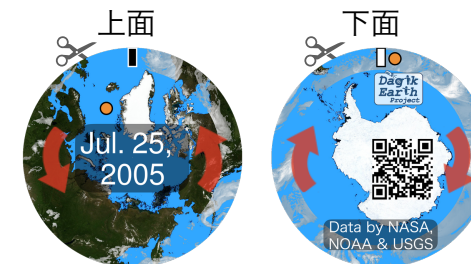 上面
下面
Jul. 25,
2005
Dagik
Earth
Project
Data by NASA,
NOAA & USGS